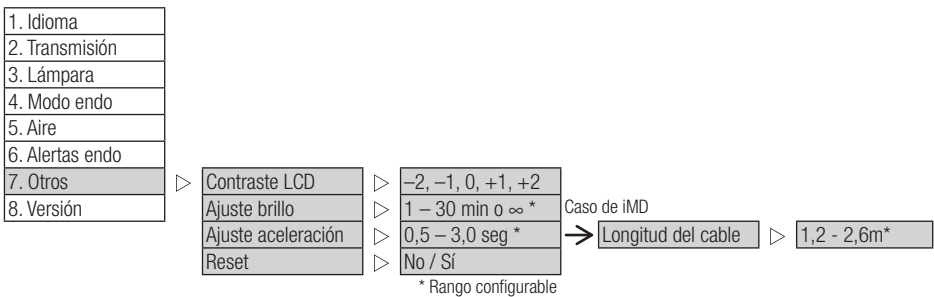 1. Idioma
2. Transmisión
3. Lámpara
4. Modo endo
5. Aire
6. Alertas endo
7. Otros
8. Versión
Contraste LCD
–2, –1, 0, +1, +2
Ajuste brillo
1 – 30 min o ∞ *
Ajuste aceleración
0,5 – 3,0 seg *
Caso de iMD
Longitud del cable
1,2 - 2,6m*
Reset
No / Sí
* Rango configurable